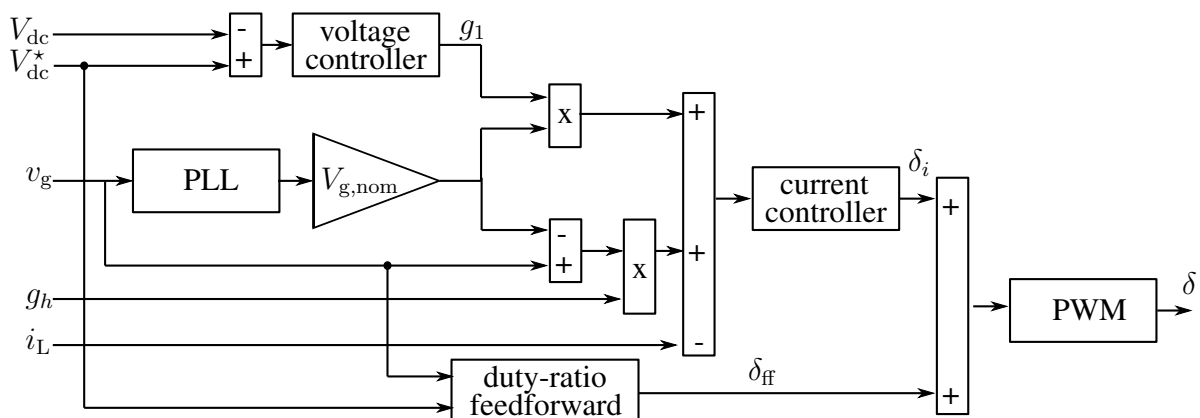 V_dc
V*_dc
-
+
voltage
controller
g_1
x
+
v_g
PLL
V_g,nom
-
+
x
+
current
controller
δ_i
+
g_h
i_L
-
PWM
δ
duty-ratio
feedforward
δ_ff
+